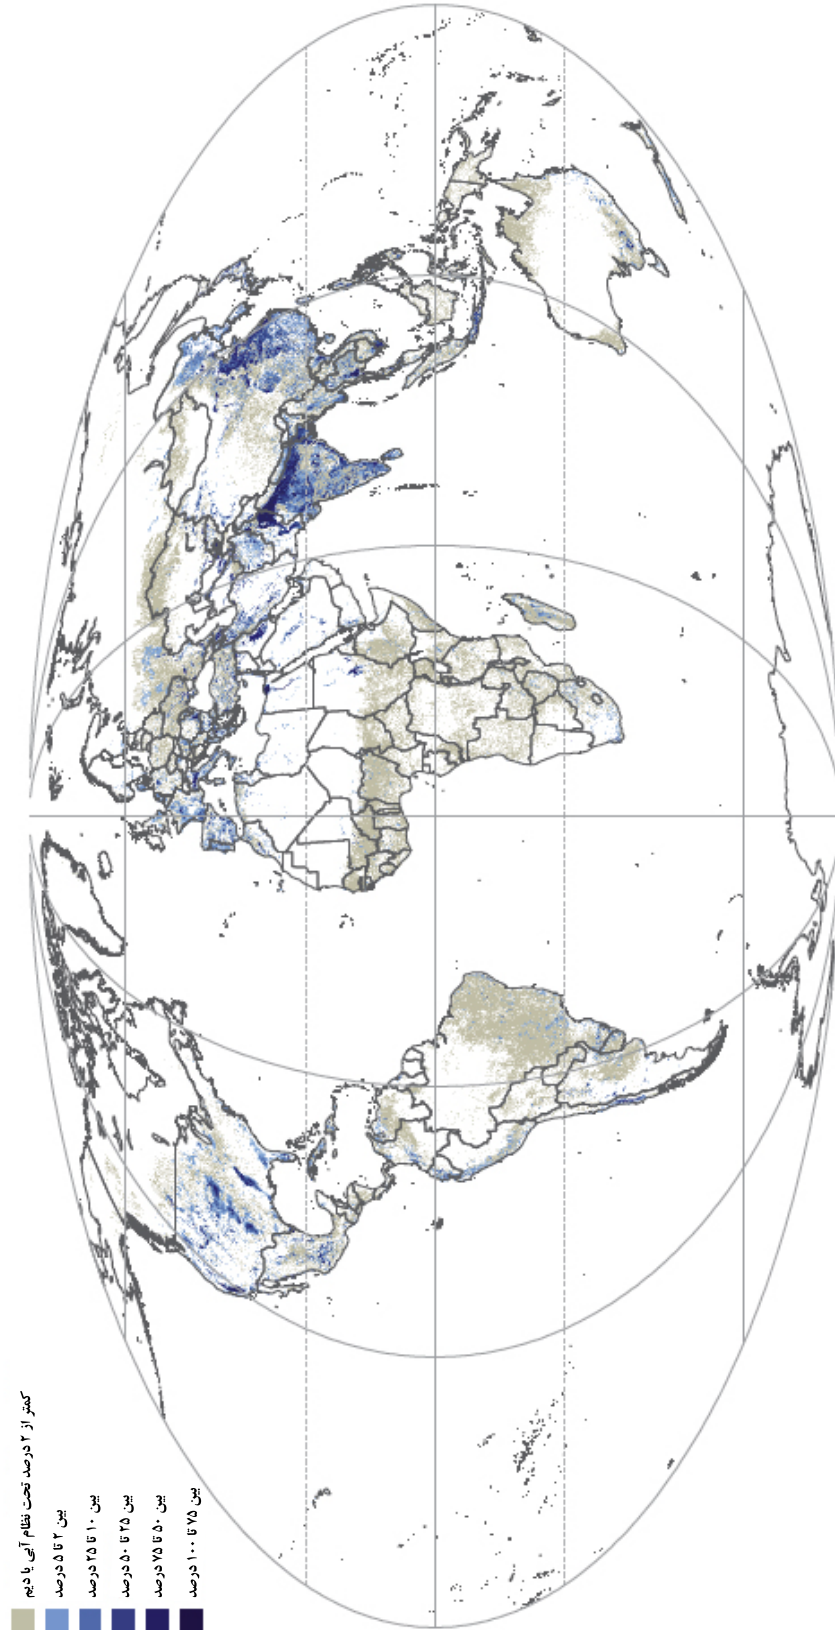 کمتر از ۲ درصد تحت نظام آبی یا دیم
بین ۲ تا ۵ درصد
بین ۱۰ تا ۲۵ درصد
بین ۲۵ تا ۵۰ درصد
بین ۵۰ تا ۷۵ درصد
بین ۷۵ تا ۱۰۰ درصد